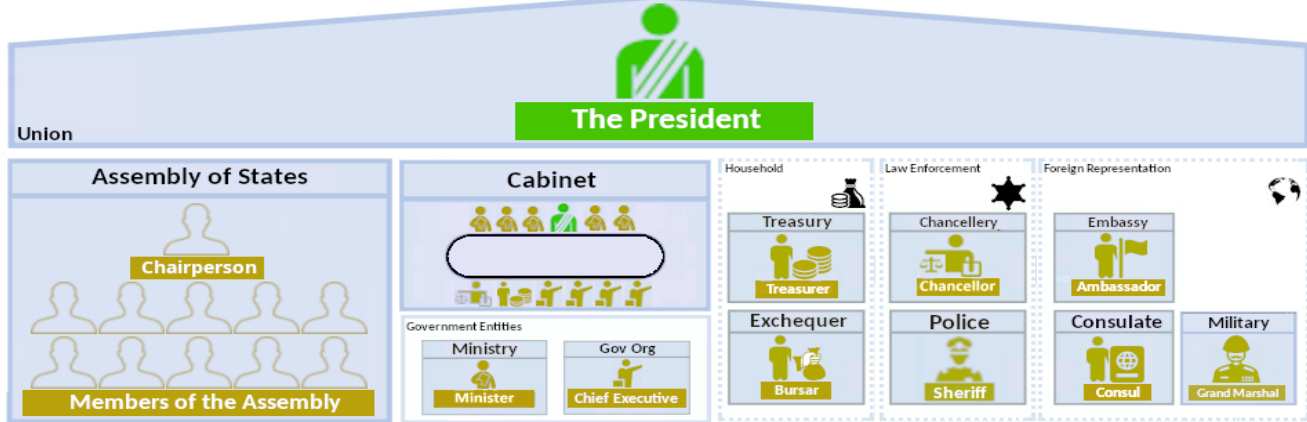 The President
Union
Assembly of States
Chairperson
Members of the Assembly
Cabinet
Government Entities
Ministry
Minister
Gov Org
Chief Executive
Household
Treasury
Treasurer
Exchequer
Bursar
Law Enforcement
Chancellery
Chancellor
Police
Sheriff
Foreign Representation
Embassy
Ambassador
Consulate
Consul
Military
Grand Marshal